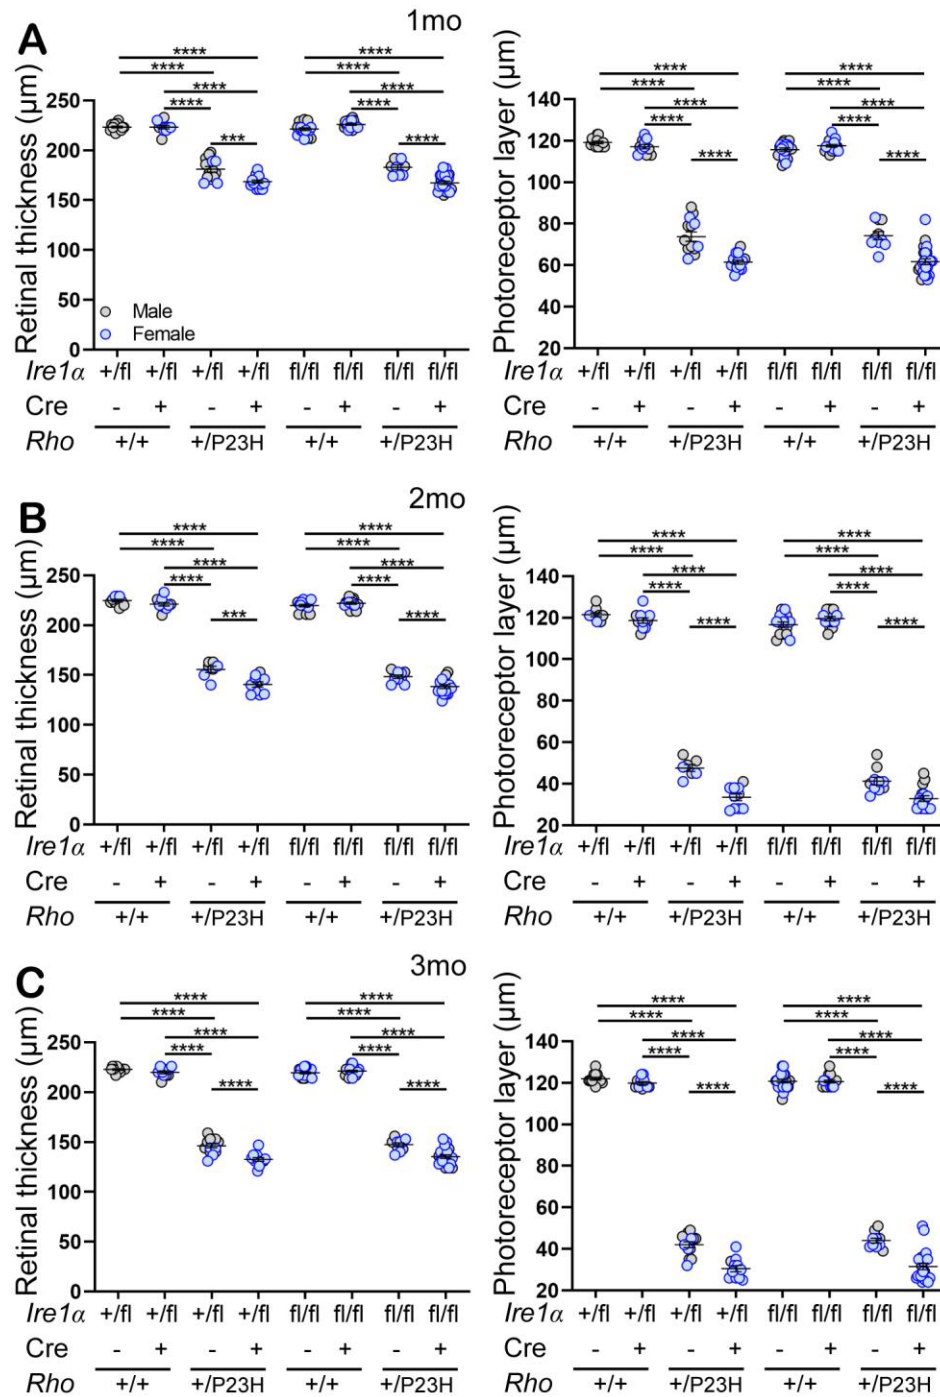 A
1mo
Retinal thickness (µm)
250
200
150
100
50
0
**** **** **** **** *** **** **** **** **** ****
Male
Female
Ire1α +/fl +/fl +/fl +/fl fl/fl fl/fl fl/fl fl/fl
Cre - + - + - + - +
Rho +/+ +/P23H +/+ +/P23H
Photoreceptor layer (µm)
140
120
100
80
60
40
20
**** **** **** **** **** **** **** **** **** ****
Ire1α +/fl +/fl +/fl +/fl fl/fl fl/fl fl/fl fl/fl
Cre - + - + - + - +
Rho +/+ +/P23H +/+ +/P23H
B
2mo
Retinal thickness (µm)
250
200
150
100
50
0
**** **** **** **** *** **** **** **** **** ****
Ire1α +/fl +/fl +/fl +/fl fl/fl fl/fl fl/fl fl/fl
Cre - + - + - + - +
Rho +/+ +/P23H +/+ +/P23H
Photoreceptor layer (µm)
140
120
100
80
60
40
20
**** **** **** **** **** **** **** **** **** ****
Ire1α +/fl +/fl +/fl +/fl fl/fl fl/fl fl/fl fl/fl
Cre - + - + - + - +
Rho +/+ +/P23H +/+ +/P23H
C
3mo
Retinal thickness (µm)
250
200
150
100
50
0
**** **** **** **** **** **** **** **** **** ****
Ire1α +/fl +/fl +/fl +/fl fl/fl fl/fl fl/fl fl/fl
Cre - + - + - + - +
Rho +/+ +/P23H +/+ +/P23H
Photoreceptor layer (µm)
140
120
100
80
60
40
20
**** **** **** **** **** **** **** **** **** ****
Ire1α +/fl +/fl +/fl +/fl fl/fl fl/fl fl/fl fl/fl
Cre - + - + - + - +
Rho +/+ +/P23H +/+ +/P23H